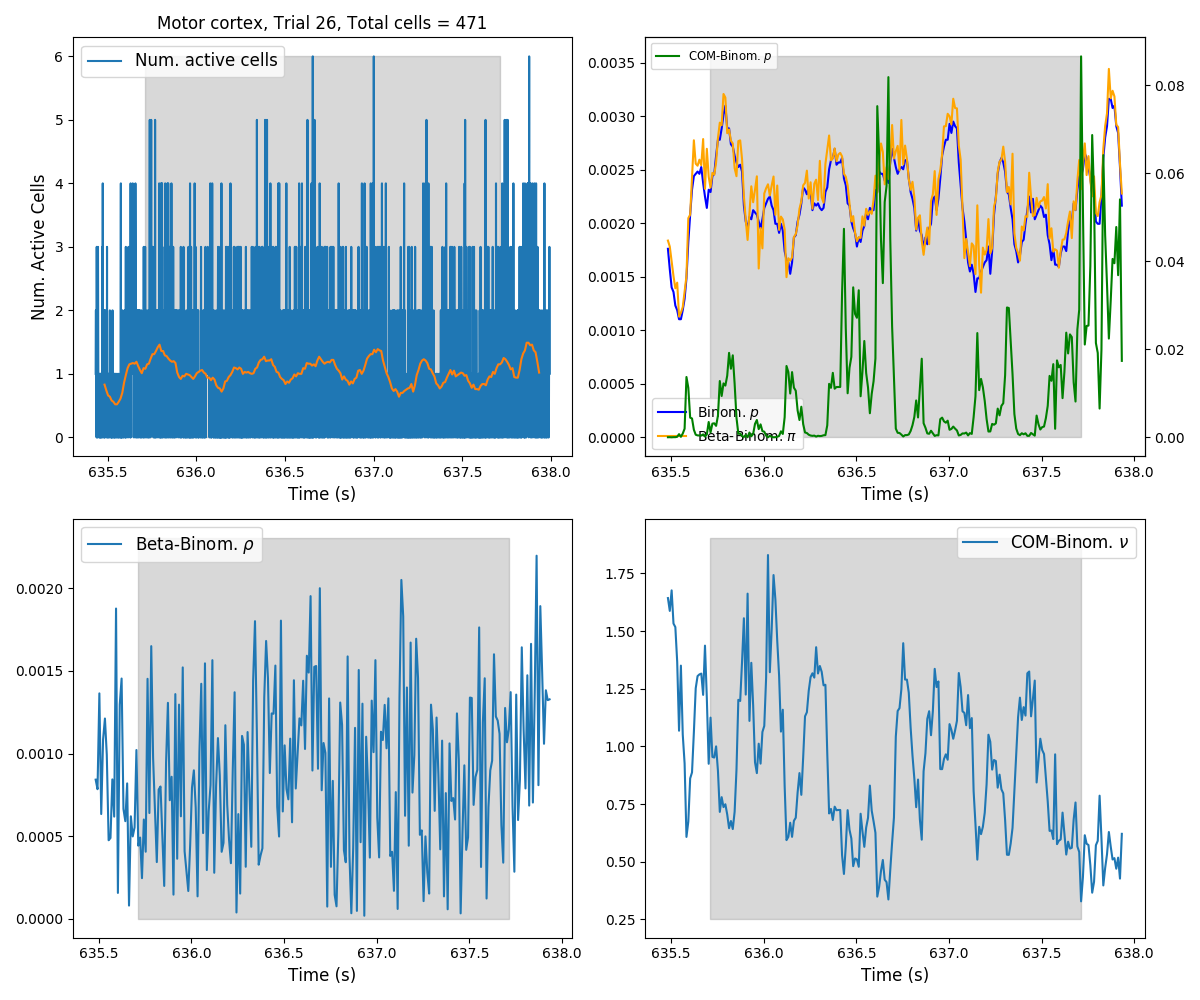 Motor cortex, Trial 26, Total cells = 471
Num. active cells
Num. Active Cells
6
5
4
3
2
1
0
635.5 636.0 636.5 637.0 637.5 638.0
Time (s)
COM-Binom. p
0.0035
0.0030
0.0025
0.0020
0.0015
0.0010
0.0005
0.0000
0.08
0.06
0.04
0.02
0.00
Binom. p
Beta-Binom. π
635.5 636.0 636.5 637.0 637.5 638.0
Time (s)
Beta-Binom. ρ
0.0020
0.0015
0.0010
0.0005
0.0000
635.5 636.0 636.5 637.0 637.5 638.0
Time (s)
COM-Binom. ν
1.75
1.50
1.25
1.00
0.75
0.50
0.25
635.5 636.0 636.5 637.0 637.5 638.0
Time (s)